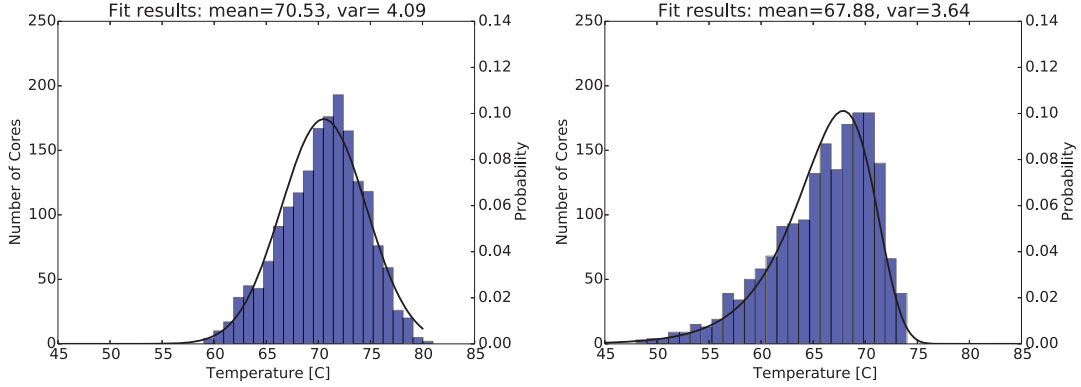 Fit results: mean=70.53, var= 4.09
250
200
150
100
50
0
Number of Cores
0.14
0.12
0.10
0.08
0.06
0.04
0.02
0.00
Probability
45 50 55 60 65 70 75 80 85
Temperature [C]
Fit results: mean=67.88, var=3.64
250
200
150
100
50
0
Number of Cores
0.14
0.12
0.10
0.08
0.06
0.04
0.02
0.00
Probability
45 50 55 60 65 70 75 80 85
Temperature [C]